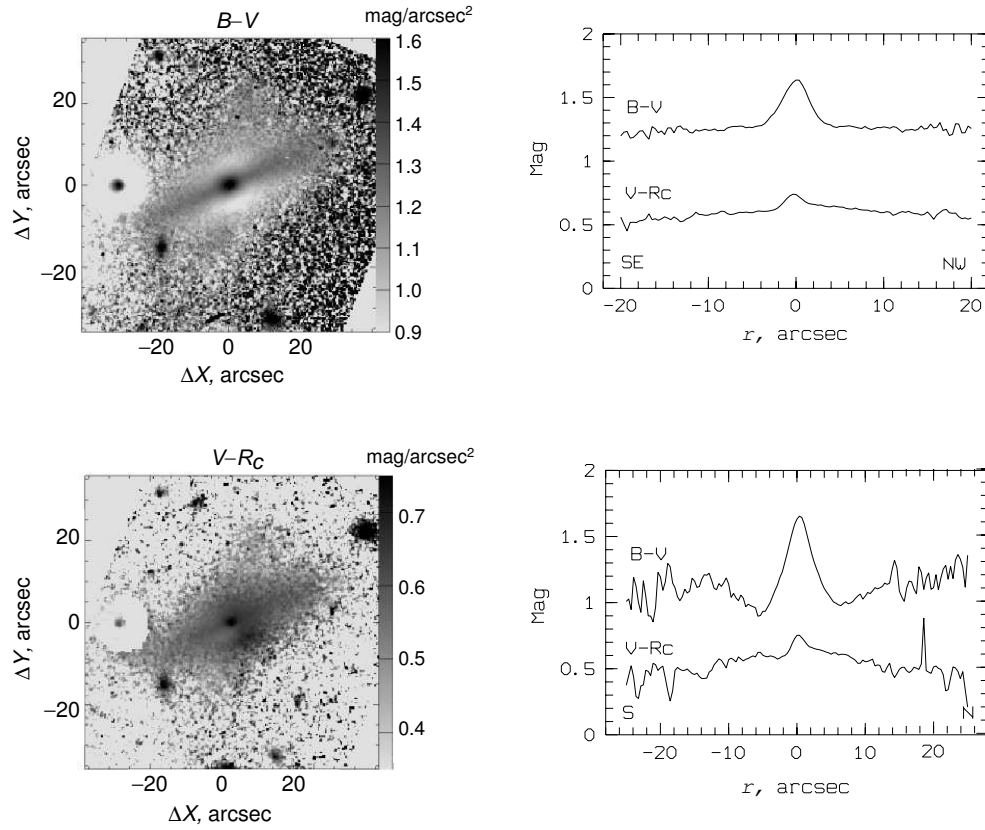 B–V
mag/arcsec²
1.6
1.5
1.4
1.3
1.2
1.1
1.0
0.9
20
0
–20
ΔY, arcsec
–20 0 20
ΔX, arcsec
2
1.5
1
0.5
0
Mag
B-V
V-Rc
SE NW
-20 -10 0 10 20
r, arcsec
V–RC
mag/arcsec²
0.7
0.6
0.5
0.4
20
0
–20
ΔY, arcsec
–20 0 20
ΔX, arcsec
2
1.5
1
0.5
0
Mag
B-V
V-Rc
S N
-20 -10 0 10 20
r, arcsec